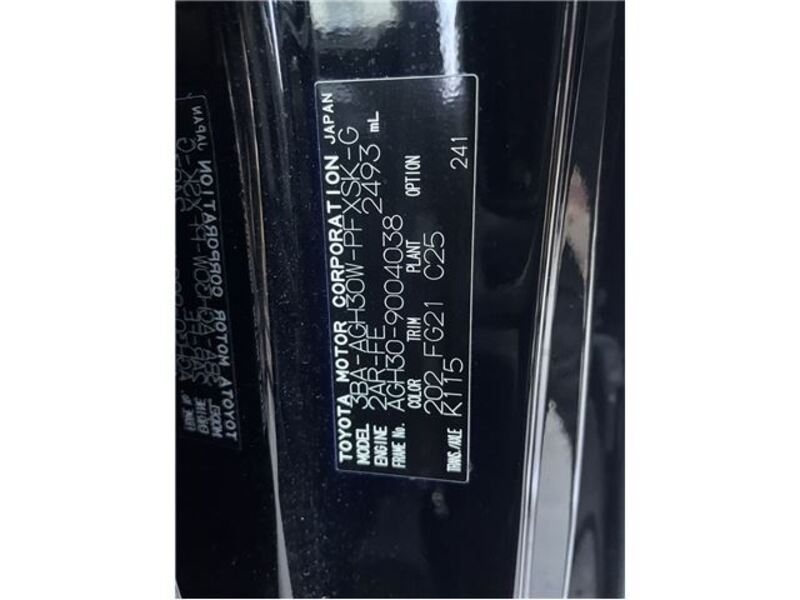 TOYOTA MOTOR CORPORATION JAPAN
MODEL 3BA-AGH30W-PFXSK-G
ENGINE 2AR-FE 2493 mL
FRAME No. AGH30-9004038
COLOR TRIM PLANT OPTION
202 FG21 C25
TRANS./AXLE K115 241